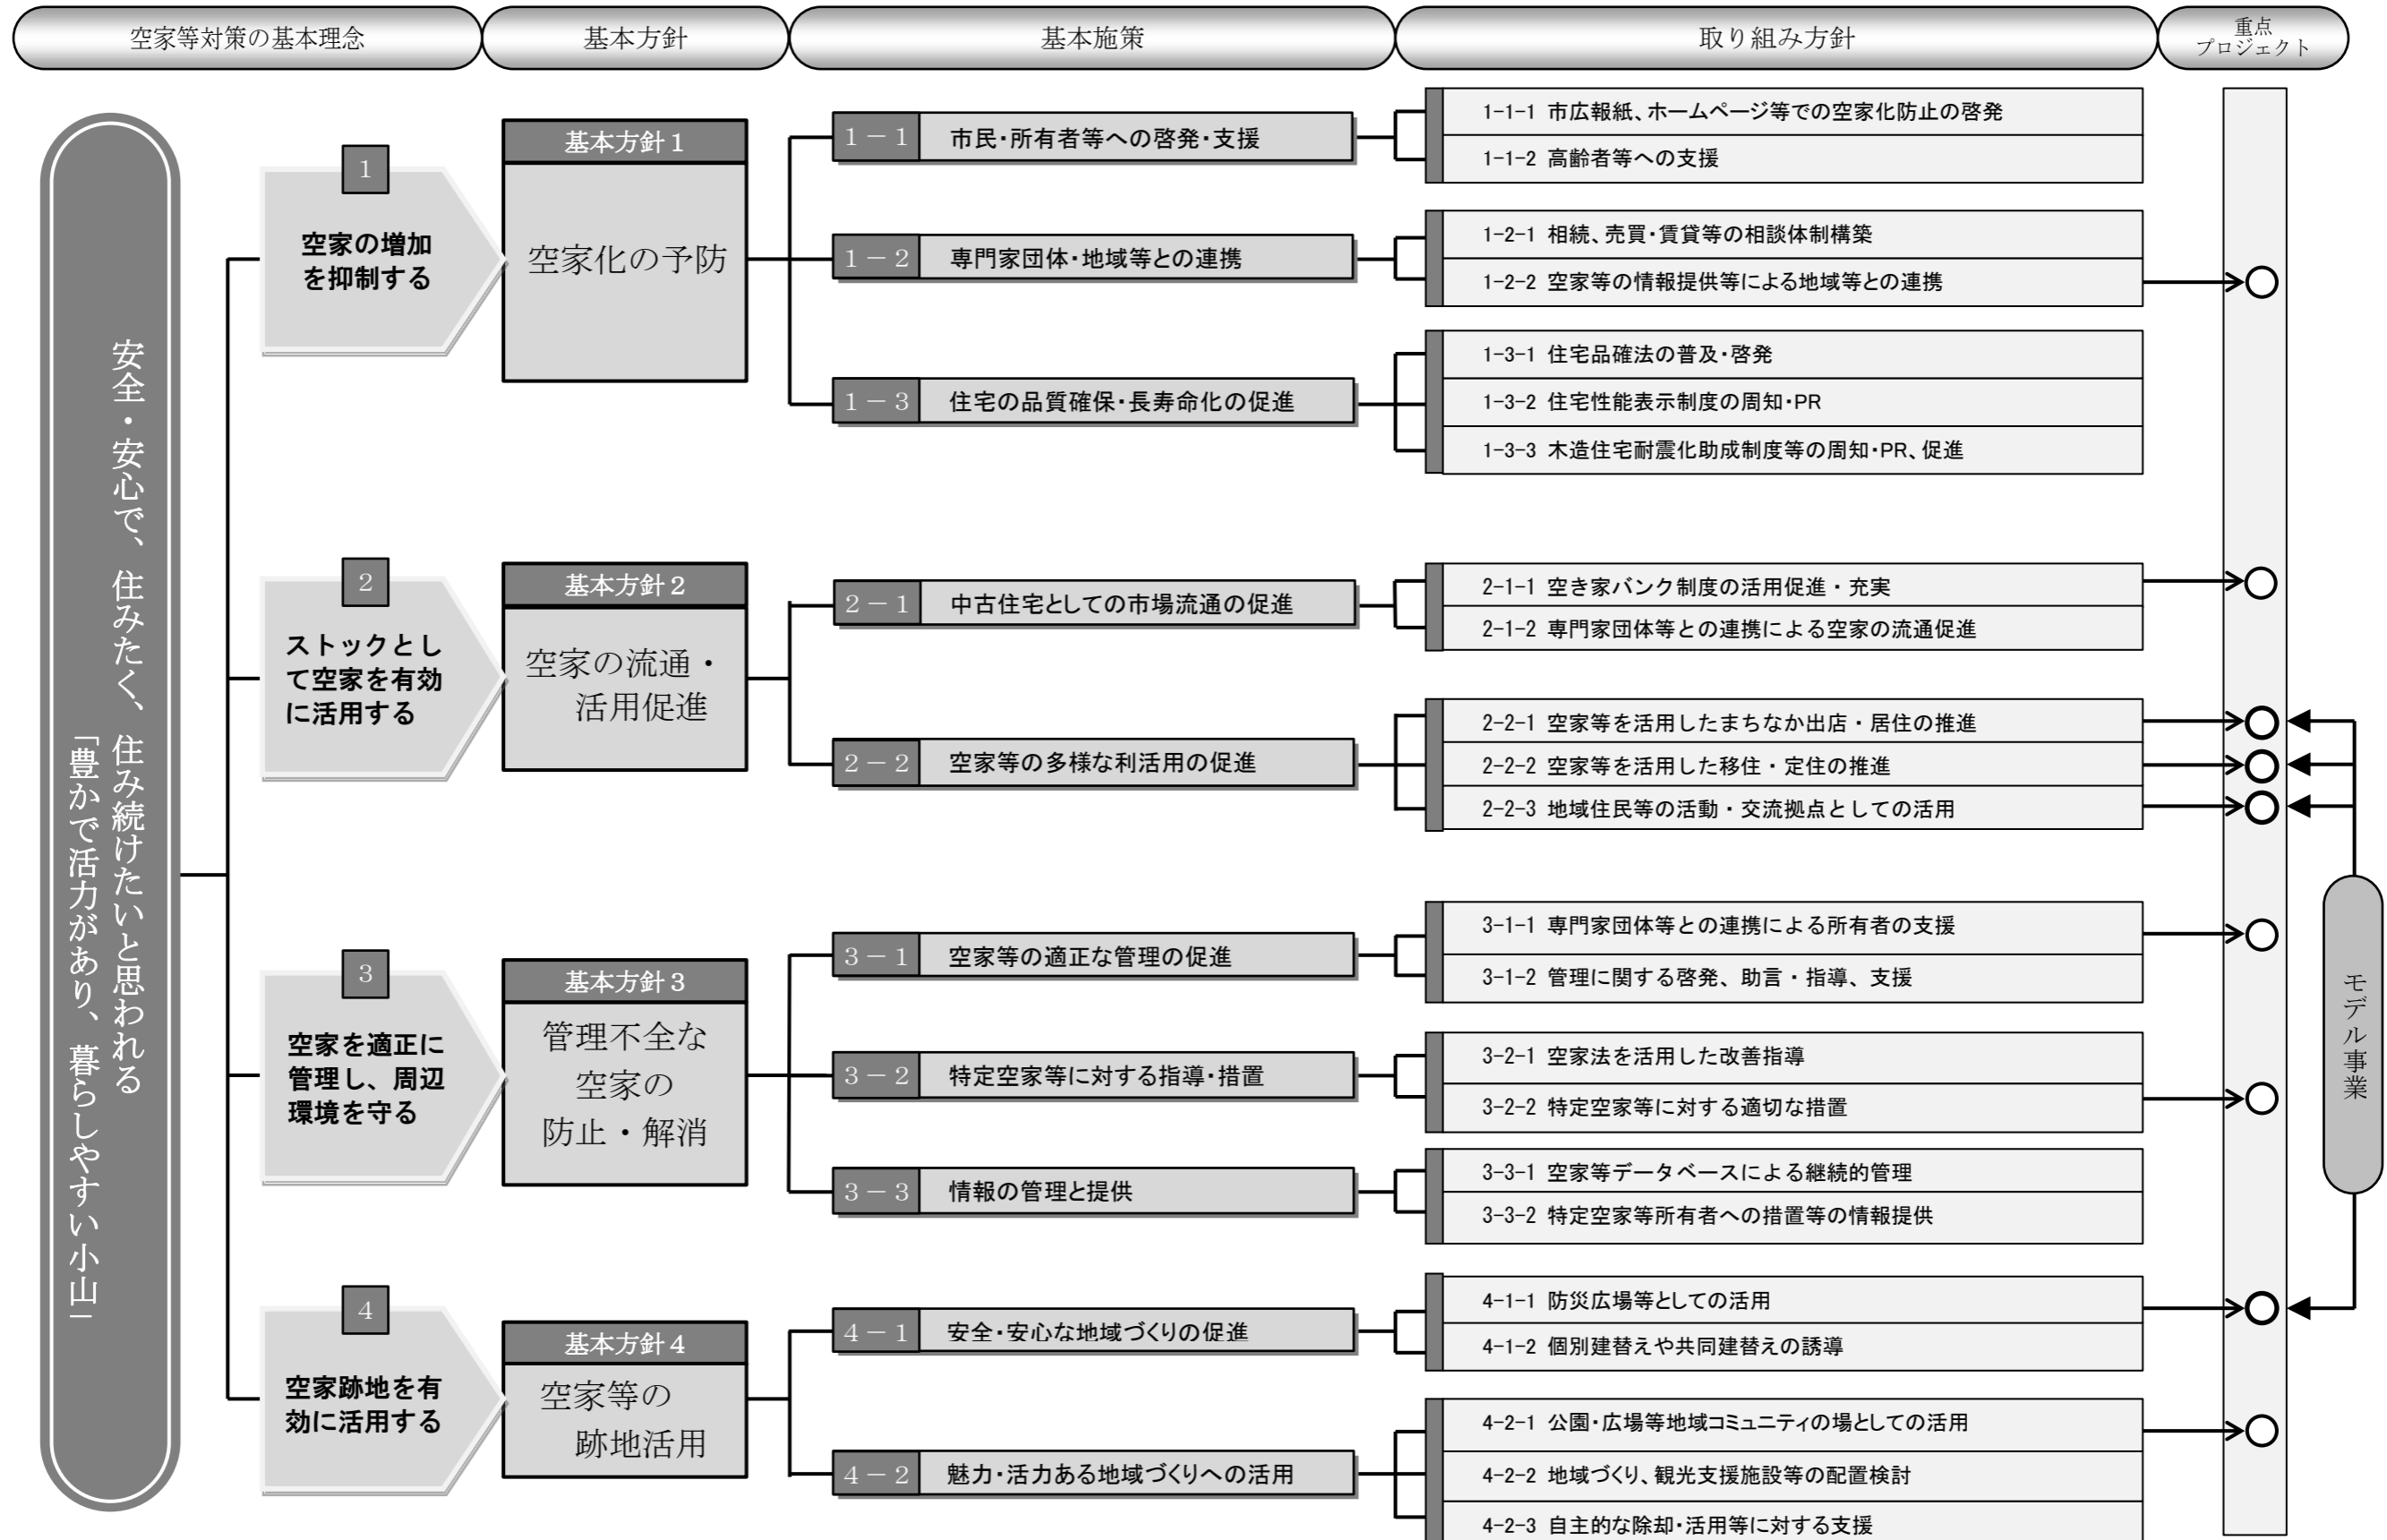 空家等対策の基本理念
基本方針
基本施策
取り組み方針
重点
プロジェクト
安全・安心で、住みたく、住み続けたいと思われる
「豊かで活力があり、暮らしやすい小山」
1
空家の増加
を抑制する
基本方針1
空家化の予防
1－1 市民・所有者等への啓発・支援
1-1-1 市広報紙、ホームページ等での空家化防止の啓発
1-1-2 高齢者等への支援
1－2 専門家団体・地域等との連携
1-2-1 相続、売買・賃貸等の相談体制構築
1-2-2 空家等の情報提供等による地域等との連携
1－3 住宅の品質確保・長寿命化の促進
1-3-1 住宅品確法の普及・啓発
1-3-2 住宅性能表示制度の周知・PR
1-3-3 木造住宅耐震化助成制度等の周知・PR、促進
2
ストックとし
て空家を有効
に活用する
基本方針2
空家の流通・
活用促進
2－1 中古住宅としての市場流通の促進
2-1-1 空き家バンク制度の活用促進・充実
2-1-2 専門家団体等との連携による空家の流通促進
2－2 空家等の多様な利活用の促進
2-2-1 空家等を活用したまちなか出店・居住の推進
2-2-2 空家等を活用した移住・定住の推進
2-2-3 地域住民等の活動・交流拠点としての活用
3
空家を適正に
管理し、周辺
環境を守る
基本方針3
管理不全な
空家の
防止・解消
3－1 空家等の適正な管理の促進
3-1-1 専門家団体等との連携による所有者の支援
3-1-2 管理に関する啓発、助言・指導、支援
3－2 特定空家等に対する指導・措置
3-2-1 空家法を活用した改善指導
3-2-2 特定空家等に対する適切な措置
3－3 情報の管理と提供
3-3-1 空家等データベースによる継続的管理
3-3-2 特定空家等所有者への措置等の情報提供
4
空家跡地を有
効に活用する
基本方針4
空家等の
跡地活用
4－1 安全・安心な地域づくりの促進
4-1-1 防災広場等としての活用
4-1-2 個別建替えや共同建替えの誘導
4－2 魅力・活力ある地域づくりへの活用
4-2-1 公園・広場等地域コミュニティの場としての活用
4-2-2 地域づくり、観光支援施設等の配置検討
4-2-3 自主的な除却・活用等に対する支援
モデル事業